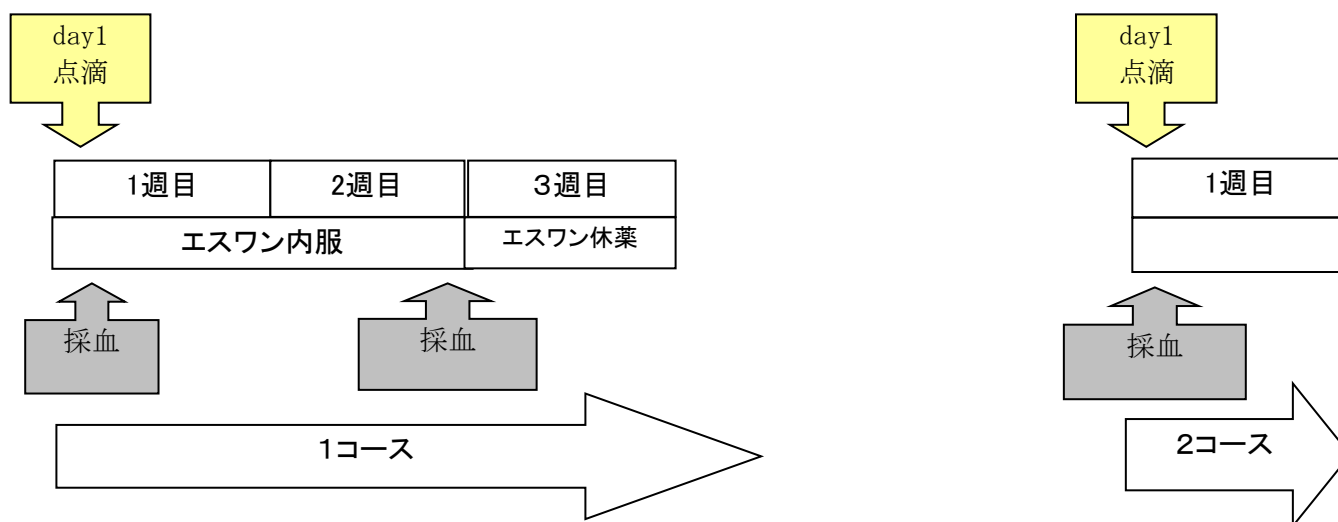 day1
点滴
day1
点滴
1週目
2週目
３週目
1週目
エスワン内服
エスワン休薬
採血
採血
採血
１コース
２コース